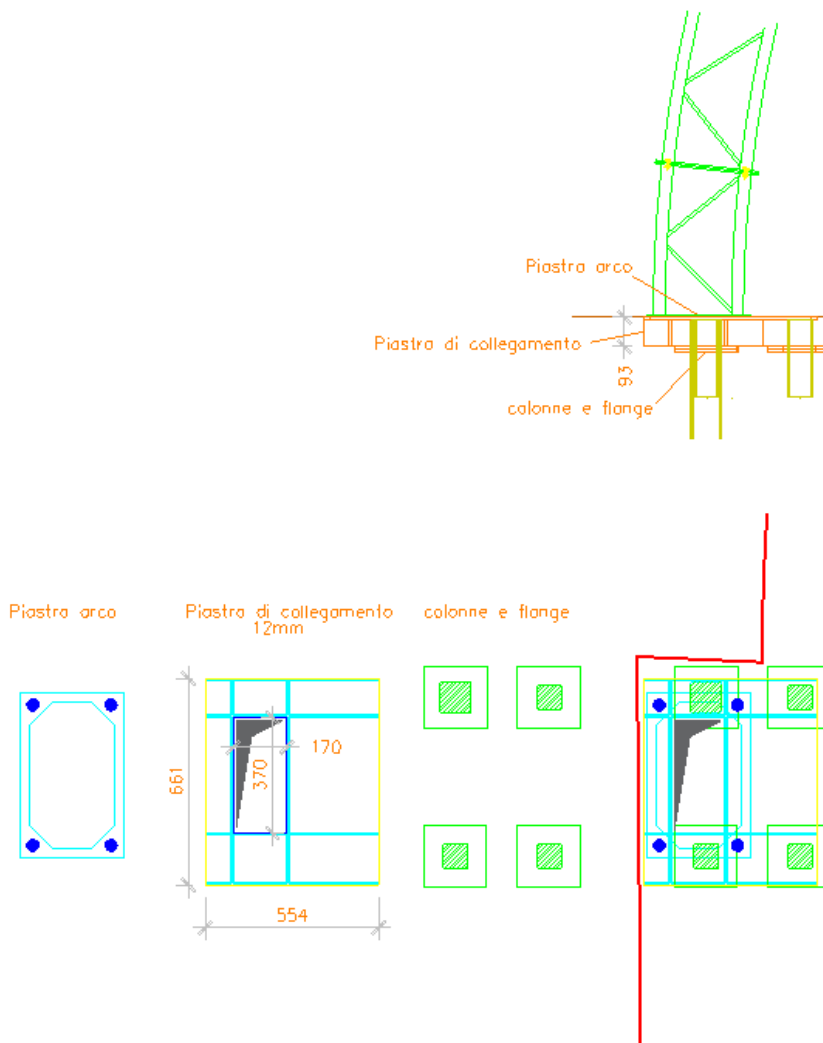 Piastra arco
Piastra di collegamento
93
colonne e flange
Piastra arco
Piastra di collegamento
12mm
colonne e flange
170
370
661
554